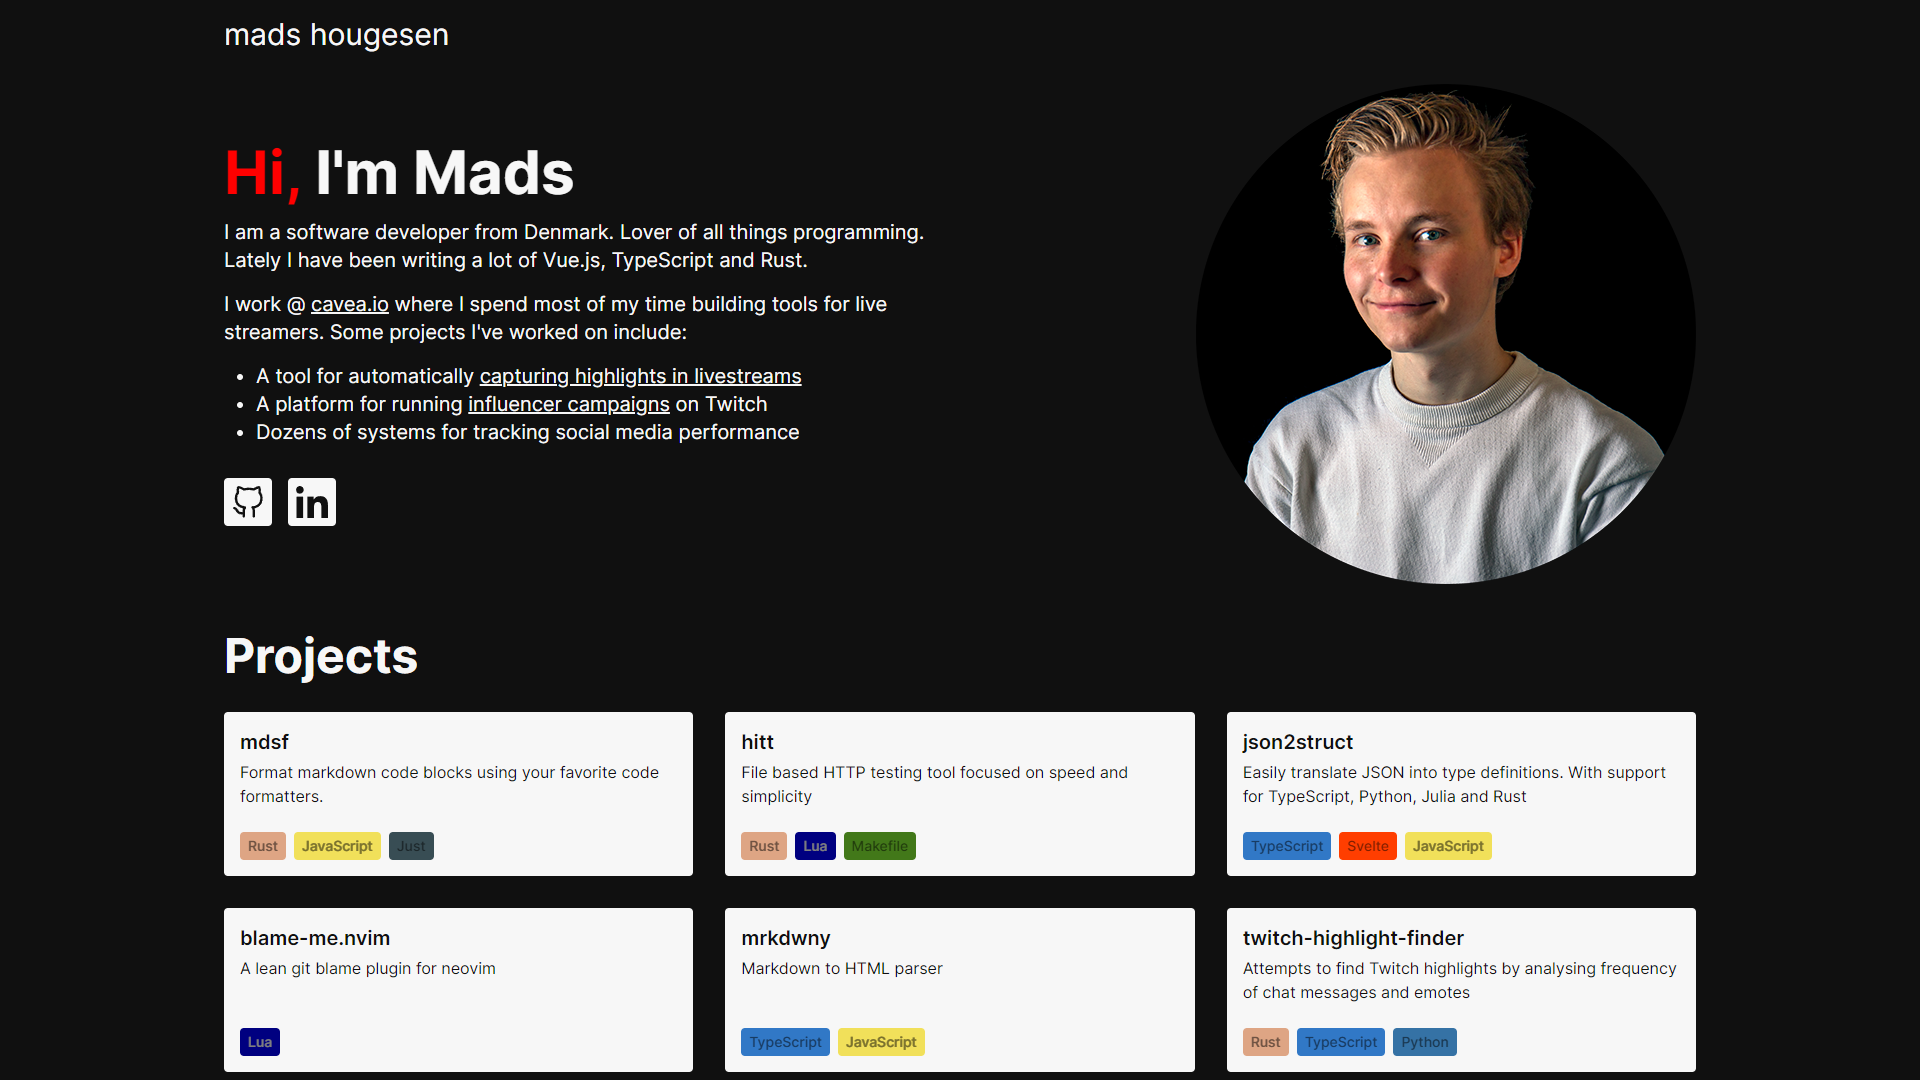 mads hougesen
Hi, I'm Mads
I am a software developer from Denmark. Lover of all things programming.
Lately I have been writing a lot of Vue.js, TypeScript and Rust.
I work @ cavea.io where I spend most of my time building tools for live
streamers. Some projects I've worked on include:
• A tool for automatically capturing highlights in livestreams
• A platform for running influencer campaigns on Twitch
• Dozens of systems for tracking social media performance
in
Projects
mdsf
Format markdown code blocks using your favorite code
formatters.
Rust JavaScript Just
hitt
File based HTTP testing tool focused on speed and
simplicity
Rust Lua Makefile
json2struct
Easily translate JSON into type definitions. With support
for TypeScript, Python, Julia and Rust
TypeScript Svelte JavaScript
blame-me.nvim
A lean git blame plugin for neovim
Lua
mrkdwny
Markdown to HTML parser
TypeScript JavaScript
twitch-highlight-finder
Attempts to find Twitch highlights by analysing frequency
of chat messages and emotes
Rust TypeScript Python